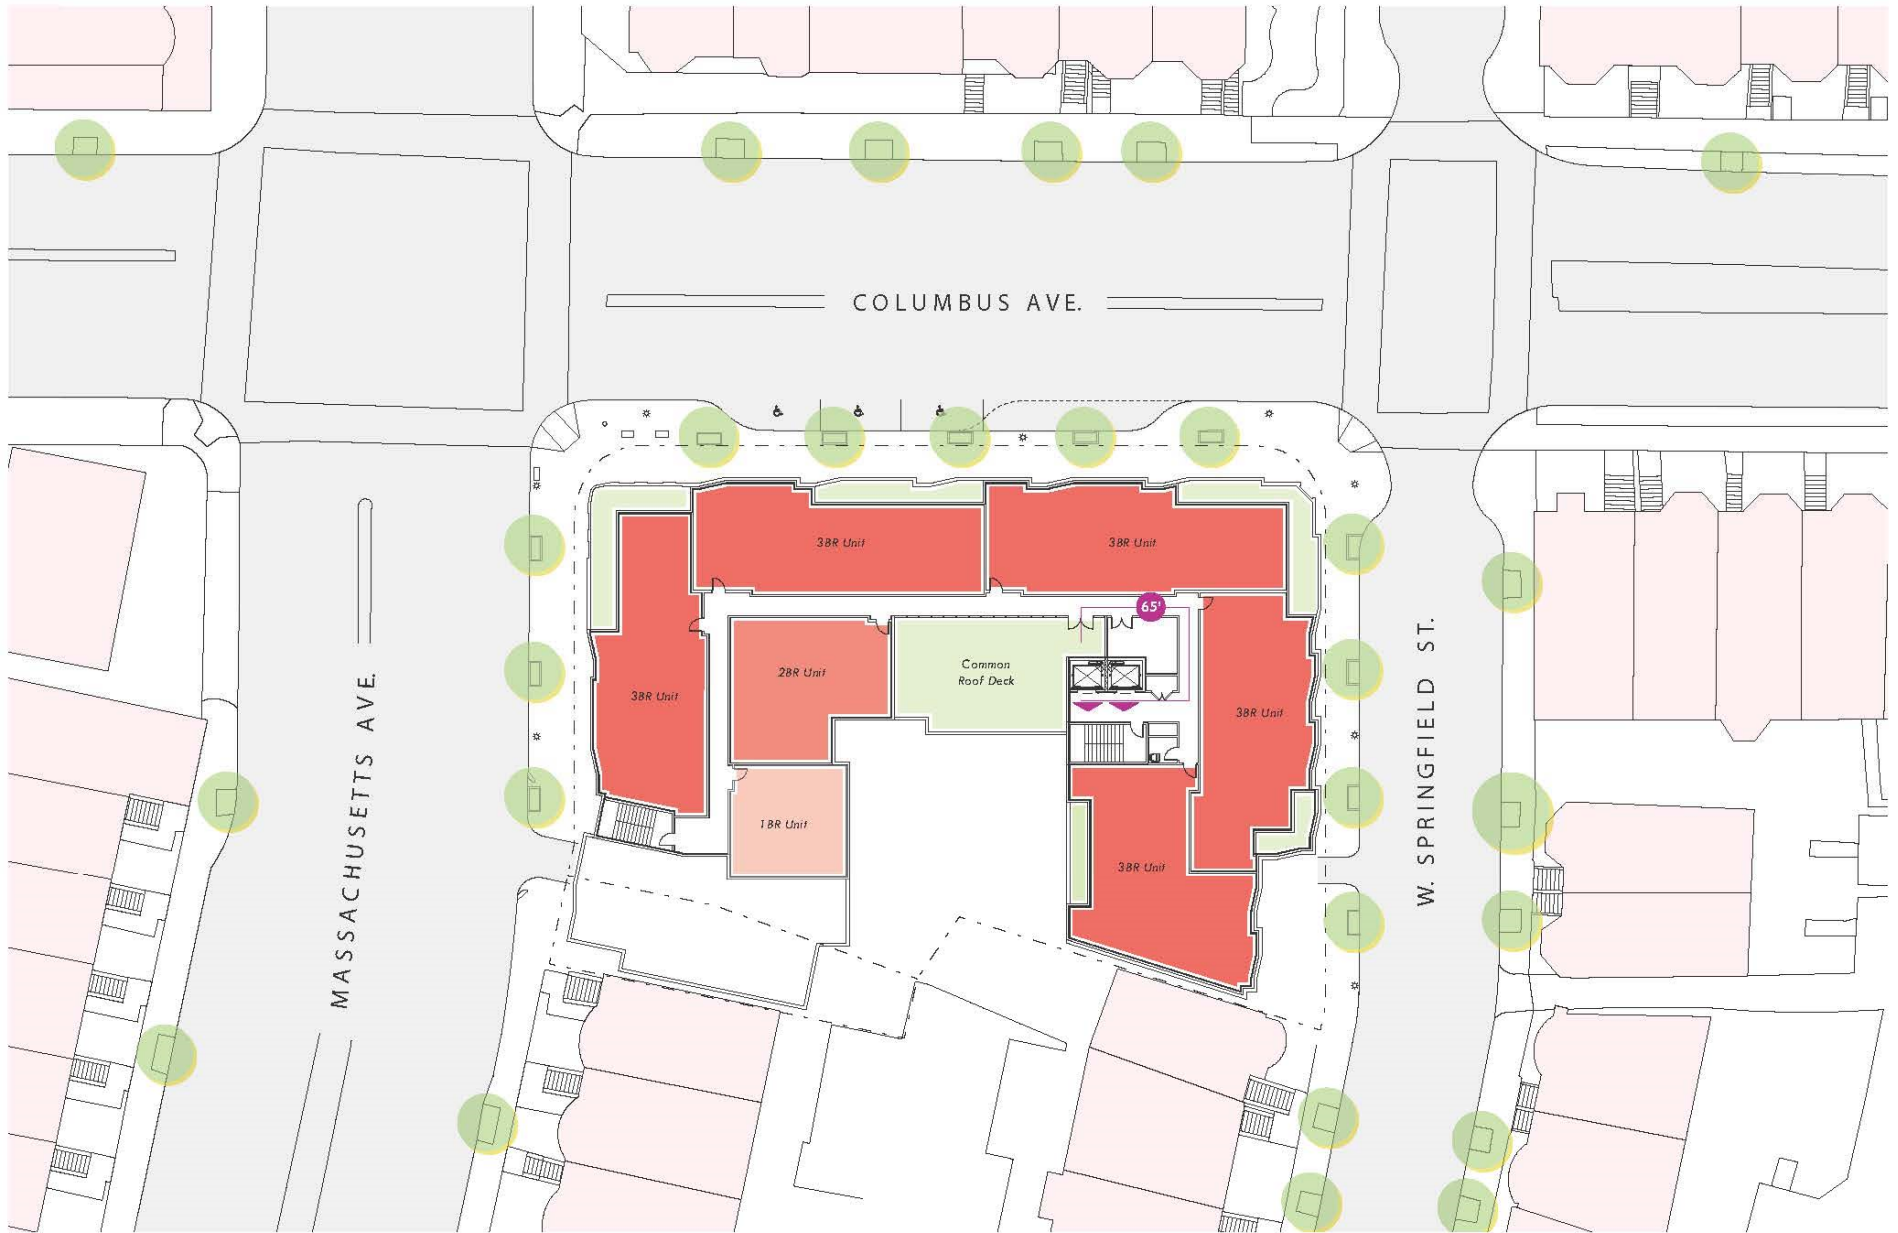 COLUMBUS AVE.
3BR Unit
3BR Unit
65'
Common
Roof Deck
2BR Unit
3BR Unit
3BR Unit
1BR Unit
3BR Unit
MASSACHUSETTS AVE.
W. SPRINGFIELD ST.